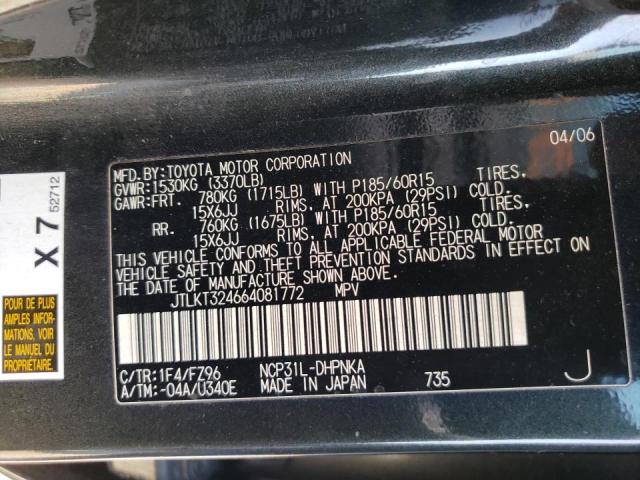 04/06
MFD.BY:TOYOTA MOTOR CORPORATION
GVWR:1530KG (3370LB)
GAWR:FRT. 780KG (1715LB) WITH P185/60R15 TIRES,
15X6JJ RIMS, AT 200KPA (29PSI) COLD.
RR. 760KG (1675LB) WITH P185/60R15 TIRES,
15X6JJ RIMS, AT 200KPA (29PSI) COLD.
THIS VEHICLE CONFORMS TO ALL APPLICABLE FEDERAL MOTOR
VEHICLE SAFETY AND THEFT PREVENTION STANDARDS IN EFFECT ON
THE DATE OF MANUFACTURE SHOWN ABOVE.
JTLKT324664081772 MPV
C/TR:1F4/FZ96 NCP31L-DHPNKA
A/TM:-04A/U340E MADE IN JAPAN 735 J
X 7 52712
POUR DE PLUS
AMPLES INFOR-
MATIONS, VOIR
LE MANUEL DU
PROPRIÉTAIRE.